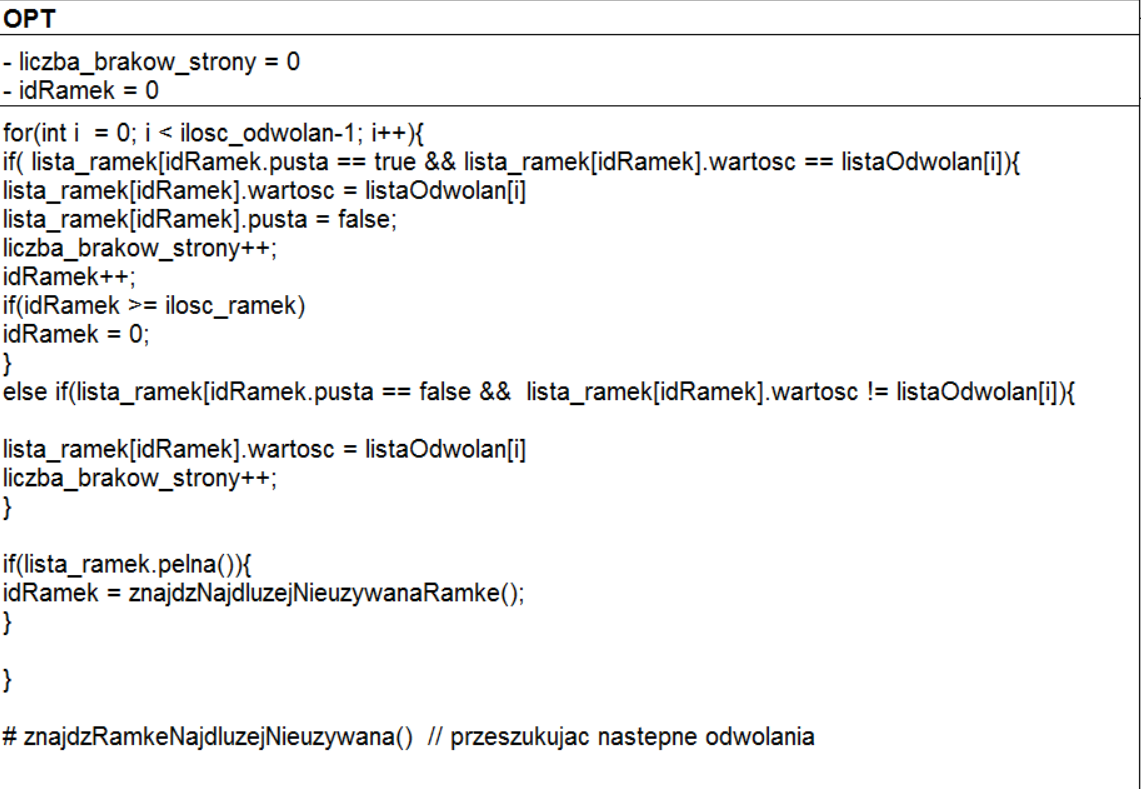 OPT
- liczba_brakow_strony = 0
- idRamek = 0
for(int i  = 0; i < ilosc_odwolan-1; i++){
if( lista_ramek[idRamek.pusta == true && lista_ramek[idRamek].wartosc == listaOdwolan[i]){
lista_ramek[idRamek].wartosc = listaOdwolan[i]
lista_ramek[idRamek].pusta = false;
liczba_brakow_strony++;
idRamek++;
if(idRamek >= ilosc_ramek)
idRamek = 0;
}
else if(lista_ramek[idRamek.pusta == false &&  lista_ramek[idRamek].wartosc != listaOdwolan[i]){
lista_ramek[idRamek].wartosc = listaOdwolan[i]
liczba_brakow_strony++;
}
if(lista_ramek.pelna()){
idRamek = znajdzNajdluzejNieuzywanaRamke();
}
}
# znajdzRamkeNajdluzejNieuzywana()  // przeszukujac nastepne odwolania